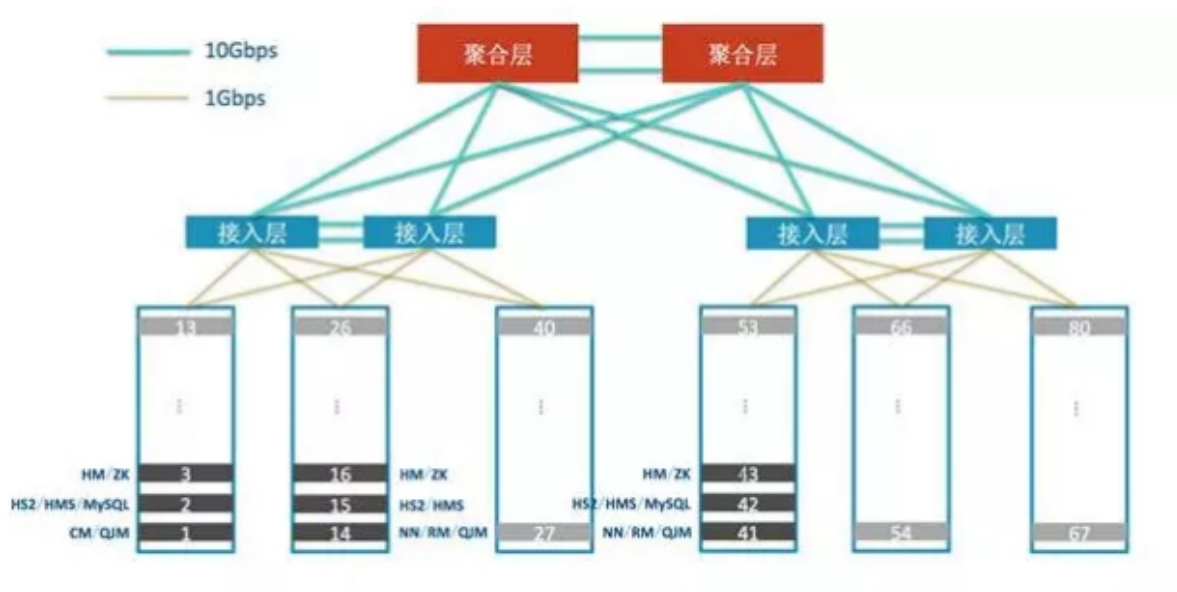 10Gbps
1Gbps
聚合层 聚合层
接入层 接入层 接入层 接入层
13 26 40 53 66 80
HM/ZK 3 16 HM/ZK HM/ZK 43
HS2/HMS/MySQL 2 15 HS2/HMS HS2/HMS/MySQL 42
CM/QJM 1 14 NN/RM/QJM 27 NN/RM/QJM 41 54 67